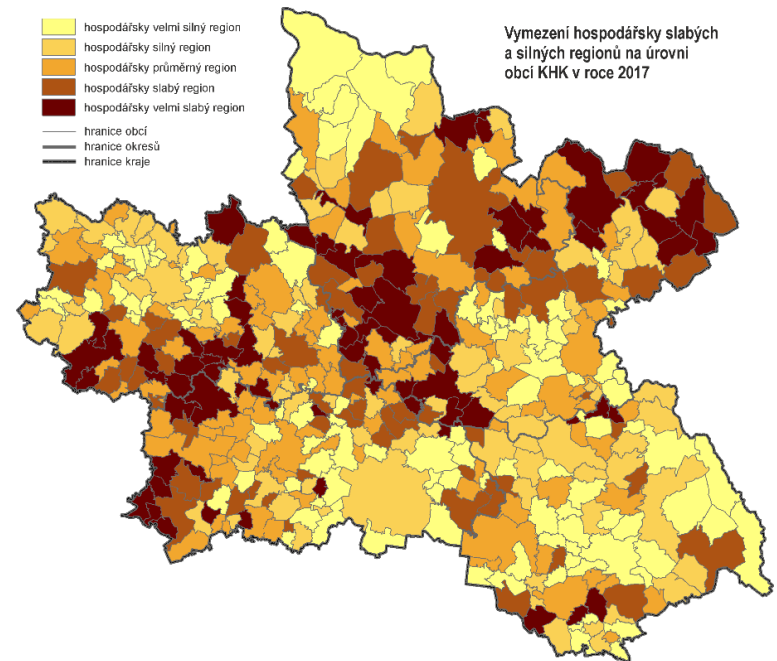 hospodářsky velmi silný region
hospodářsky silný region
hospodářsky průměrný region
hospodářsky slabý region
hospodářsky velmi slabý region
hranice obcí
hranice okresů
hranice kraje
Vymezení hospodářsky slabých
a silných regionů na úrovni
obcí KHK v roce 2017